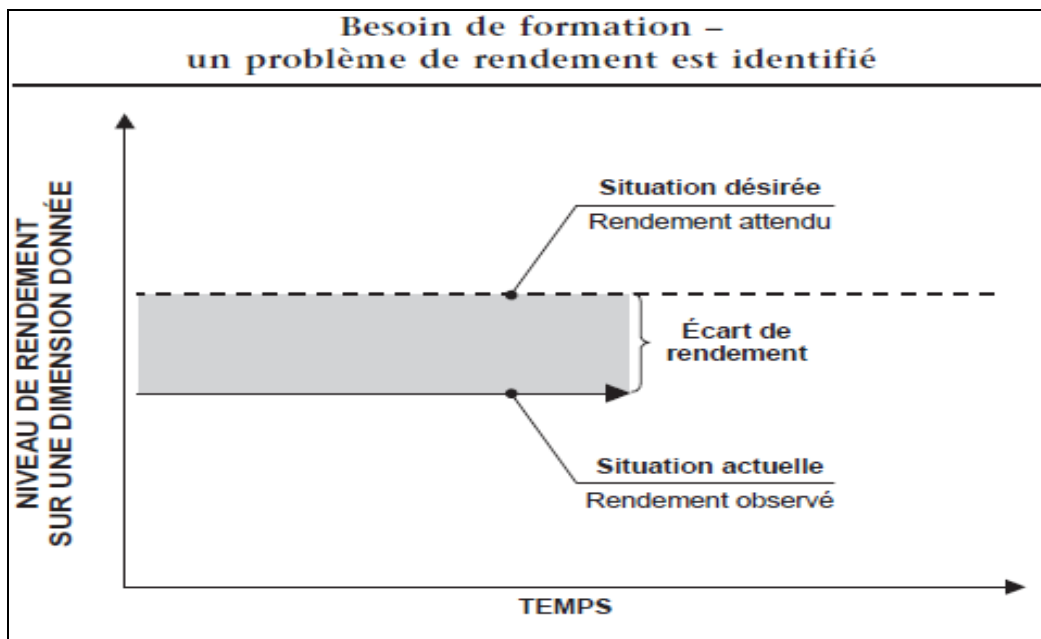 Besoin de formation –
un problème de rendement est identifié
NIVEAU DE RENDEMENT
SUR UNE DIMENSION DONNÉE
Situation désirée
Rendement attendu
Écart de
rendement
Situation actuelle
Rendement observé
TEMPS